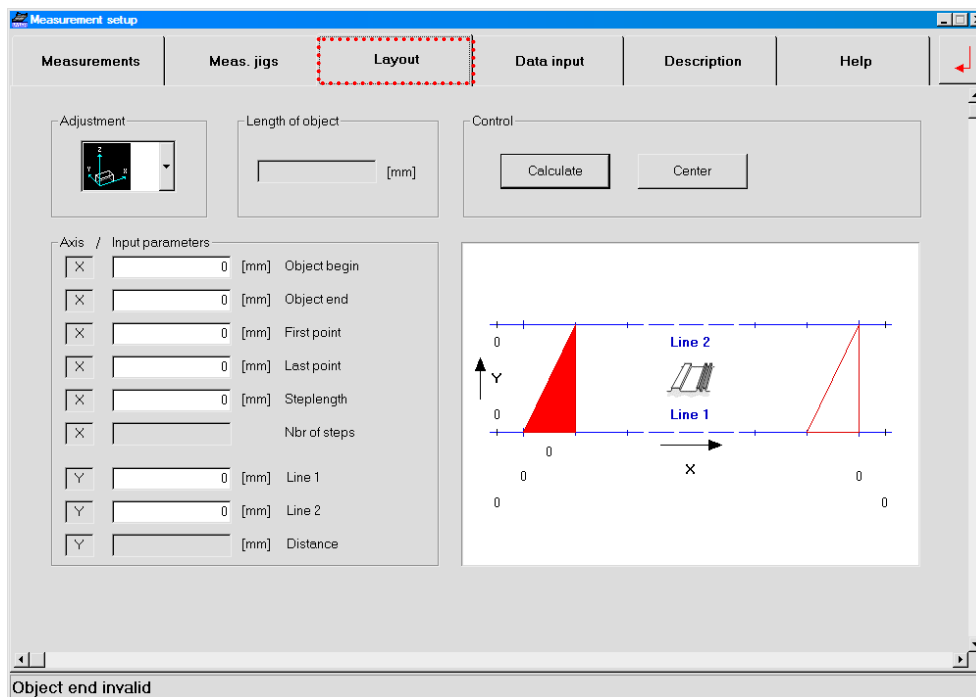 Measurement setup
Measurements Meas. jigs Layout Data input Description Help
Adjustment
Z
Y X
Length of object
[mm]
Control
Calculate Center
Axis / Input parameters
X 0 [mm] Object begin
X 0 [mm] Object end
X 0 [mm] First point
X 0 [mm] Last point
X 0 [mm] Steplength
X Nbr of steps
Y 0 [mm] Line 1
Y 0 [mm] Line 2
Y [mm] Distance
0 Line 2
Y
0 Line 1
0
X
0 0
0 0
Object end invalid